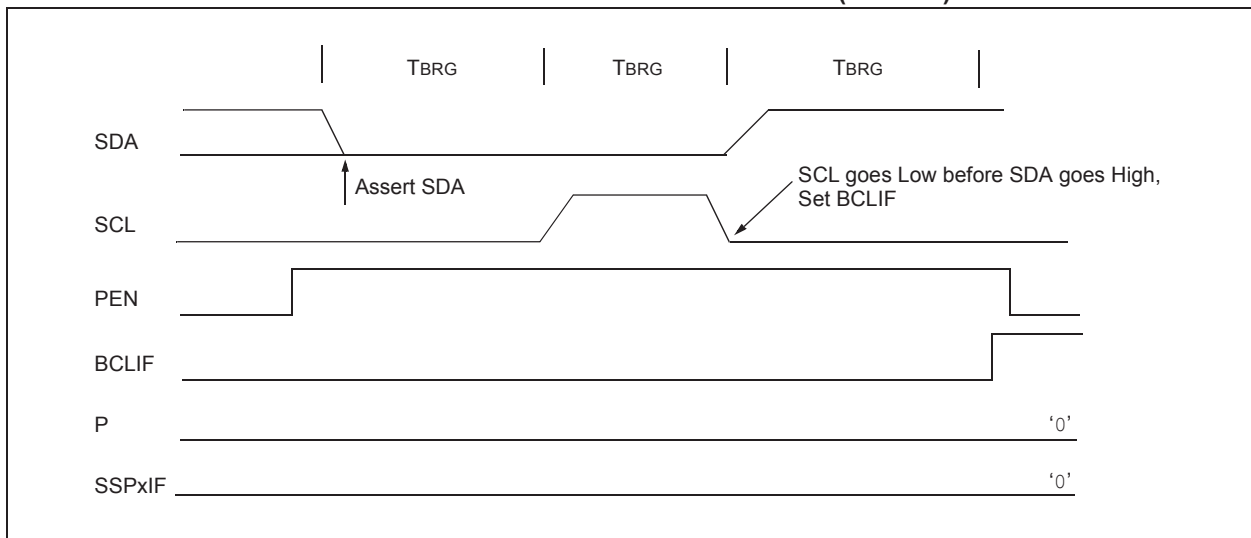 TBRG TBRG TBRG
SDA
Assert SDA
SCL goes Low before SDA goes High,
Set BCLIF
SCL
PEN
BCLIF
P
'0'
SSPxIF
'0'